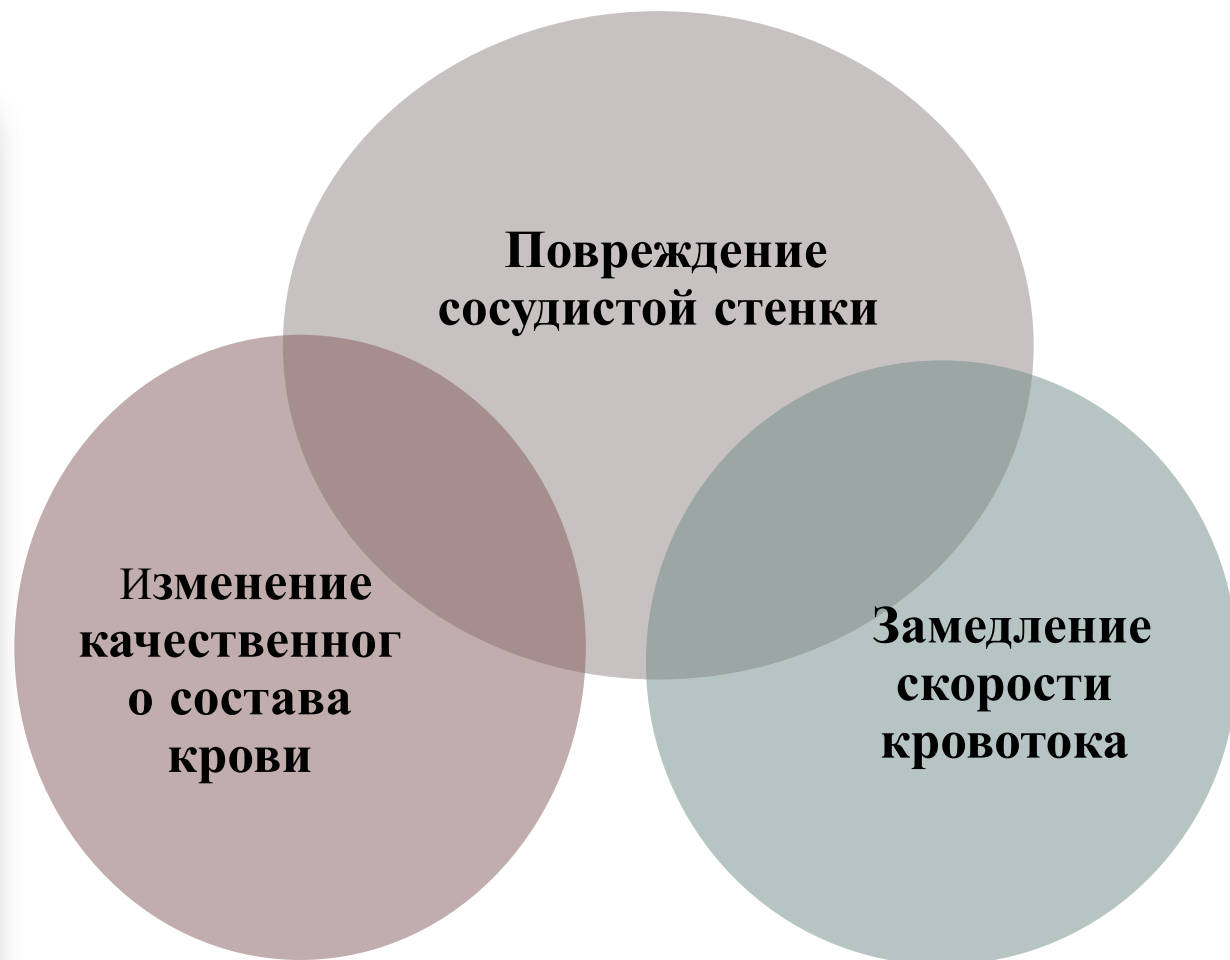 Повреждение
сосудистой стенки
Изменение
качественног
о состава
крови
Замедление
скорости
кровотока